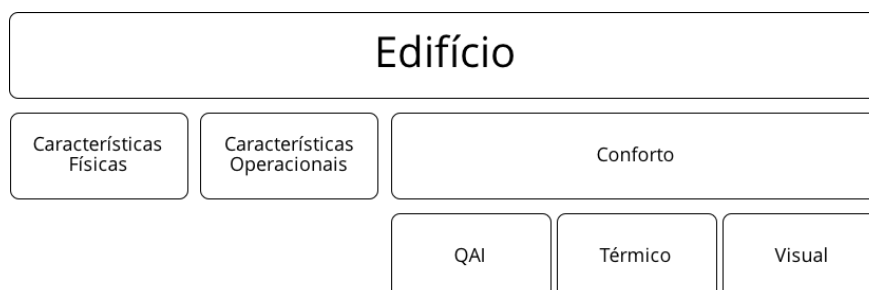 Edifício
Características
Físicas
Características
Operacionais
Conforto
QAI
Térmico
Visual